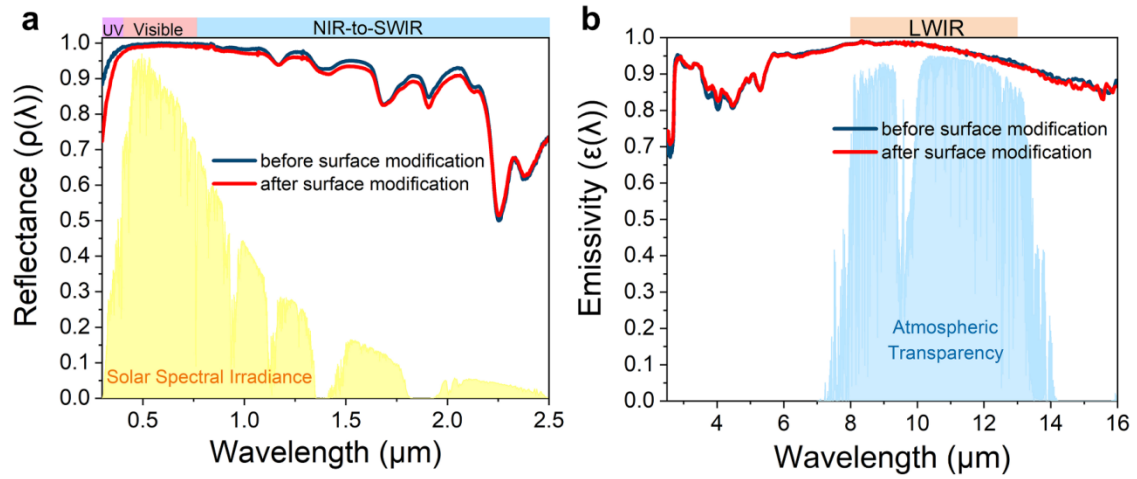 a
UV Visible NIR-to-SWIR
1.0
0.9
0.8
0.7
0.6
0.5
0.4
0.3
0.2
0.1
0.0
Reflectance (ρ(λ))
before surface modification
after surface modification
Solar Spectral Irradiance
0.5 1.0 1.5 2.0 2.5
Wavelength (μm)
b
LWIR
1.0
0.9
0.8
0.7
0.6
0.5
0.4
0.3
0.2
0.1
0.0
Emissivity (ε(λ))
before surface modification
after surface modification
Atmospheric
Transparency
4 6 8 10 12 14 16
Wavelength (μm)